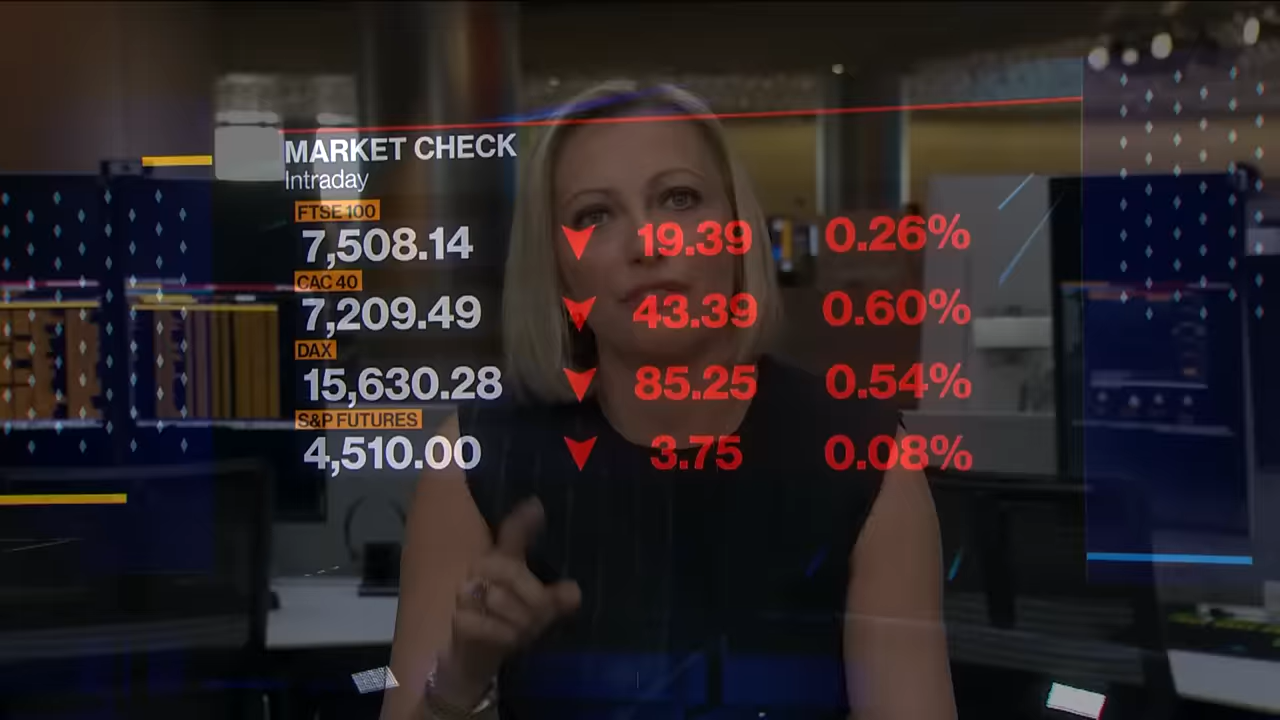 MARKET CHECK
Intraday
FTSE 100
7,508.14 19.39 0.26%
CAC 40
7,209.49 43.39 0.60%
DAX
15,630.28 85.25 0.54%
S&P FUTURES
4,510.00 3.75 0.08%